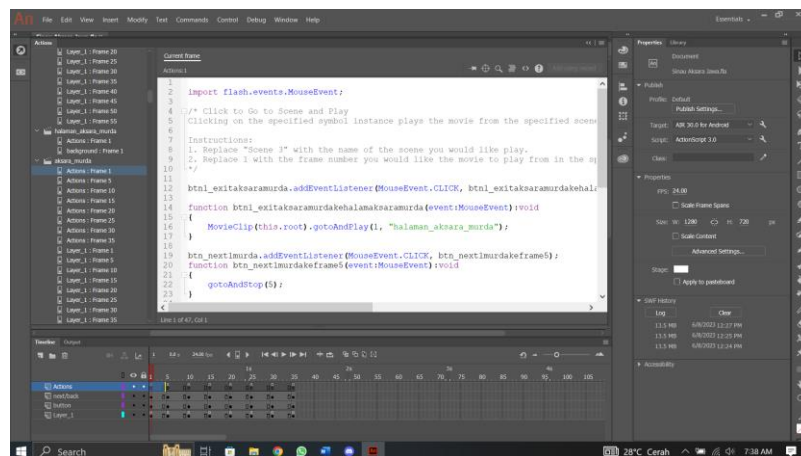 An File Edit View Insert Modify Text Commands Control Debug Window Help
Essentials
Actions
Layer_1 : Frame 20
Layer_1 : Frame 25
Layer_1 : Frame 30
Layer_1 : Frame 35
Layer_1 : Frame 40
Layer_1 : Frame 45
Layer_1 : Frame 50
Layer_1 : Frame 55
halaman_aksara_murda
Actions : Frame 1
background : Frame 1
aksara_murda
Actions : Frame 1
Actions : Frame 5
Actions : Frame 10
Actions : Frame 15
Actions : Frame 20
Actions : Frame 25
Actions : Frame 30
Actions : Frame 35
Layer_1 : Frame 1
Layer_1 : Frame 5
Layer_1 : Frame 10
Layer_1 : Frame 15
Layer_1 : Frame 20
Layer_1 : Frame 25
Layer_1 : Frame 30
Layer_1 : Frame 35
Current frame
Actions:1
1
2 import flash.events.MouseEvent;
3
4 /* Click to Go to Scene and Play
5 Clicking on the specified symbol instance plays the movie from the specified scene
6
7 Instructions:
8 1. Replace "Scene 3" with the name of the scene you would like play.
9 2. Replace 1 with the frame number you would like the movie to play from in the sp
10 */
11
12 btn1_exitaksaramurda.addEventListener(MouseEvent.CLICK, btn1_exitaksaramurdakehala
13
14 function btn1_exitaksaramurdakehalamaksaramurda(event:MouseEvent):void
15 {
16 MovieClip(this.root).gotoAndPlay(1, "halaman_aksara_murda");
17 }
18
19 btn_next1murda.addEventListener(MouseEvent.CLICK, btn_next1murdakeframe5);
20 function btn_next1murdakeframe5(event:MouseEvent):void
21 {
22 gotoAndStop(5);
23 }
Line 1 of 47, Col 1
Properties Library
Document
Sinau Aksara Jawa.fla
Publish
Profile: Default
Publish Settings...
Target: AIR 30.0 for Android
Script: ActionScript 3.0
Class:
Properties
FPS: 24.00
Scale Frame Spans
Size: W: 1280 H: 720 px
Scale Content
Advanced Settings...
Stage:
Apply to pasteboard
SWF History
Log Clear
13.5 MB 6/8/2023 12:37 PM
13.5 MB 6/8/2023 12:25 PM
13.5 MB 6/8/2023 12:24 PM
Accessibility
Timeline Output
1s 2s 3s 4s
1 5 10 15 20 25 30 35 40 45 50 55 60 65 70 75 80 85 90 95 100 105
Actions
next/back
button
Layer_1
Search
28°C Cerah
7:38 AM